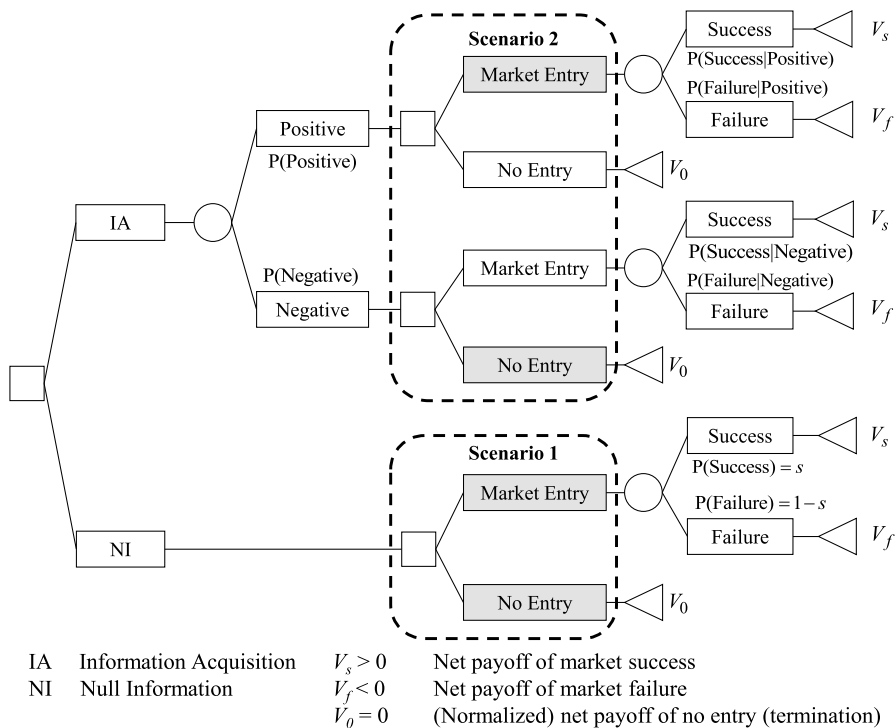 Scenario 2
Success
V_s
Market Entry
P(Success|Positive)
P(Failure|Positive)
Positive
Failure
V_f
P(Positive)
No Entry
V_0
IA
Success
V_s
P(Success|Negative)
P(Negative)
Market Entry
P(Failure|Negative)
Negative
Failure
V_f
No Entry
V_0
Scenario 1
Success
V_s
P(Success) = s
Market Entry
P(Failure) = 1 − s
NI
Failure
V_f
No Entry
V_0
IA Information Acquisition V_s > 0 Net payoff of market success
NI Null Information V_f < 0 Net payoff of market failure
V_0 = 0 (Normalized) net payoff of no entry (termination)